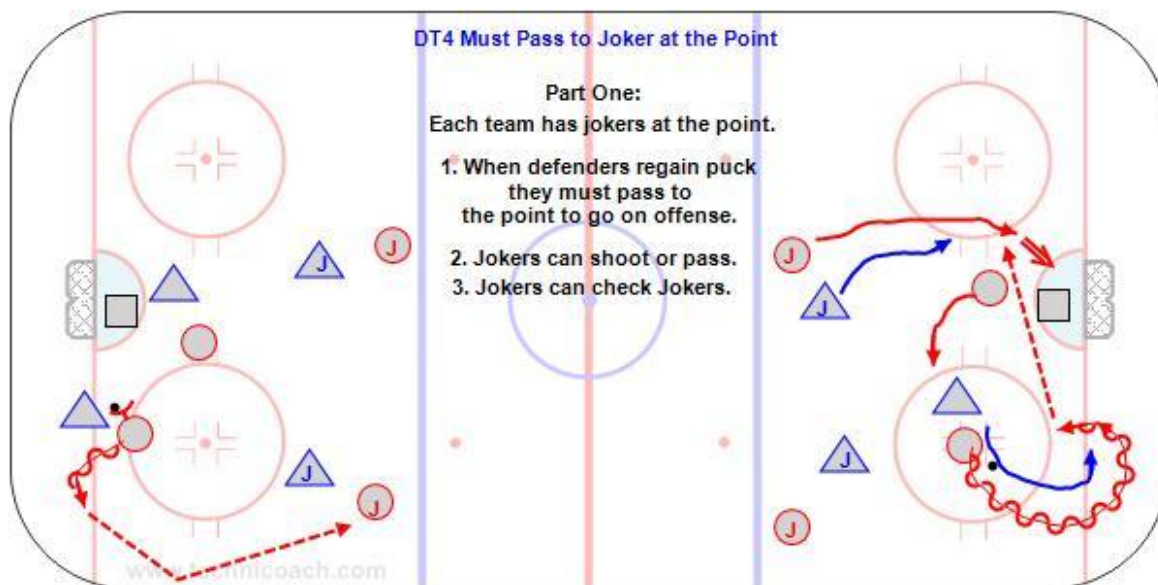 DT4 Must Pass to Joker at the Point
Part One:
Each team has jokers at the point.
1. When defenders regain puck
they must pass to
the point to go on offense.
2. Jokers can shoot or pass.
3. Jokers can check Jokers.
J
J
J
J
J
J
J
J
www.technicoach.com